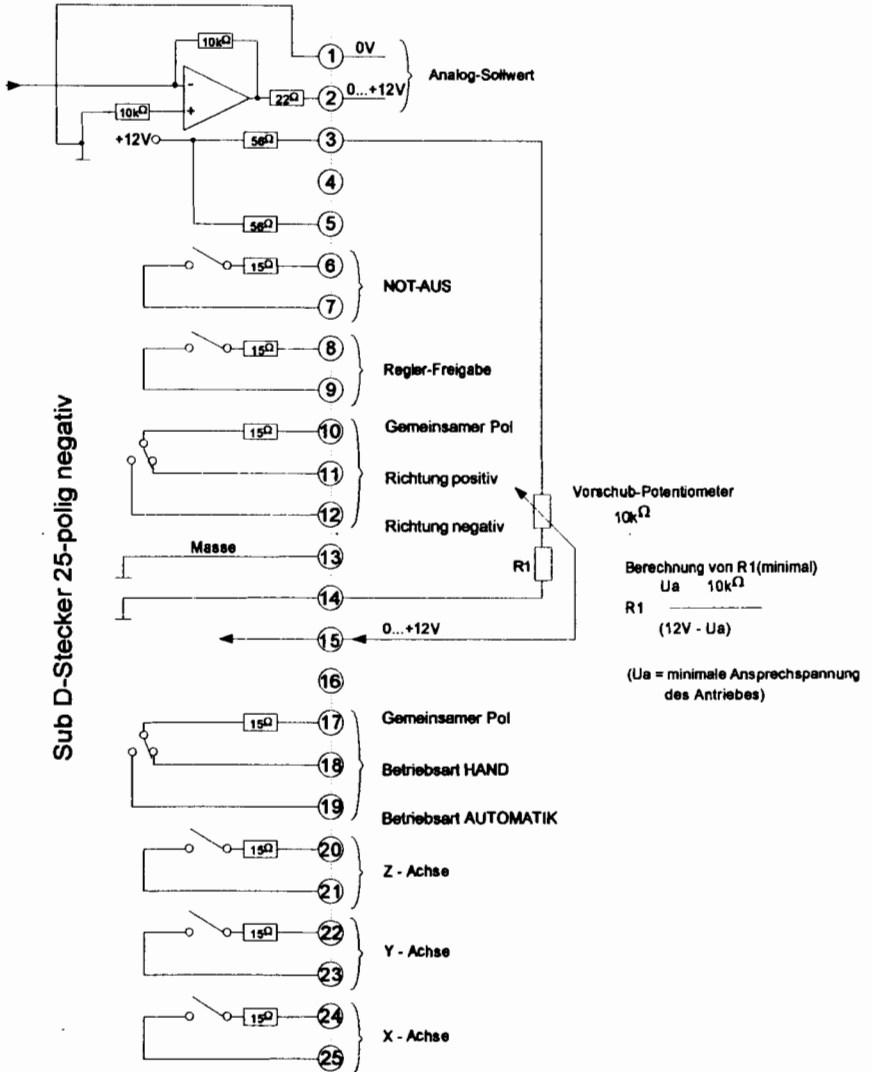 10kΩ
1 0V
Analog-Sollwert
2 0...+12V
22Ω
10kΩ
- 
+
+12V
56Ω
3
4
56Ω
5
15Ω
6
NOT-AUS
7
15Ω
8
Regler-Freigabe
9
15Ω
10
Gemeinsamer Pol
11
Richtung positiv
12
Richtung negativ
Masse
13
14
0...+12V
15
16
15Ω
17
Gemeinsamer Pol
18
Betriebsart HAND
19
Betriebsart AUTOMATIK
15Ω
20
Z - Achse
21
15Ω
22
Y - Achse
23
15Ω
24
X - Achse
25
Sub D-Stecker 25-polig negativ
Vorschub-Potentiometer
10kΩ
R1
Berechnung von R1(minimal)
Ua 10kΩ
R1
(12V - Ua)
(Ua = minimale Ansprechspannung
des Antriebes)